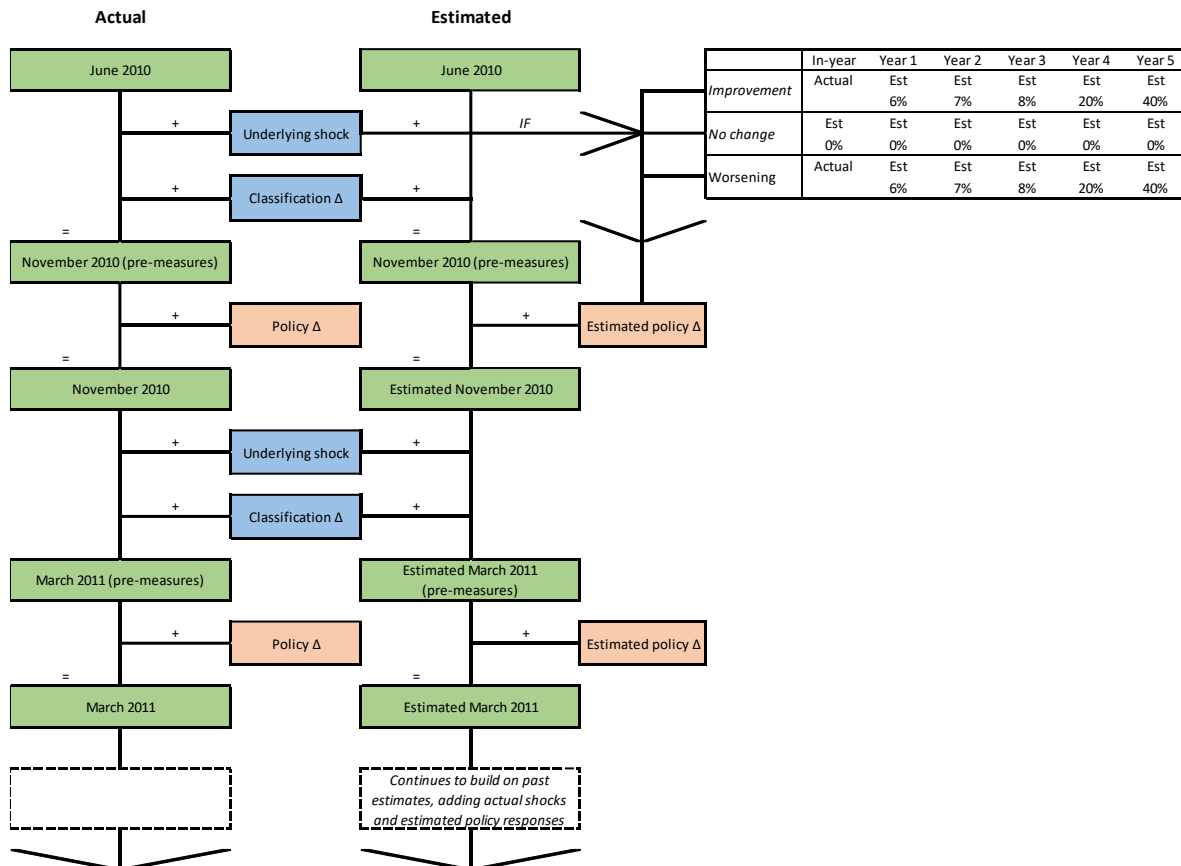 Actual Estimated
June 2010 June 2010
In-year Year 1 Year 2 Year 3 Year 4 Year 5
Improvement Actual Est Est Est Est Est
6% 7% 8% 20% 40%
+ Underlying shock + IF
No change Est Est Est Est Est Est
0% 0% 0% 0% 0% 0%
Worsening Actual Est Est Est Est Est
6% 7% 8% 20% 40%
+ Classification Δ +
= =
November 2010 (pre-measures) November 2010 (pre-measures)
+ Policy Δ + Estimated policy Δ
= =
November 2010 Estimated November 2010
+ Underlying shock +
+ Classification Δ +
March 2011 (pre-measures) Estimated March 2011
(pre-measures)
+ Policy Δ + Estimated policy Δ
= =
March 2011 Estimated March 2011
Continues to build on past
estimates, adding actual shocks
and estimated policy responses